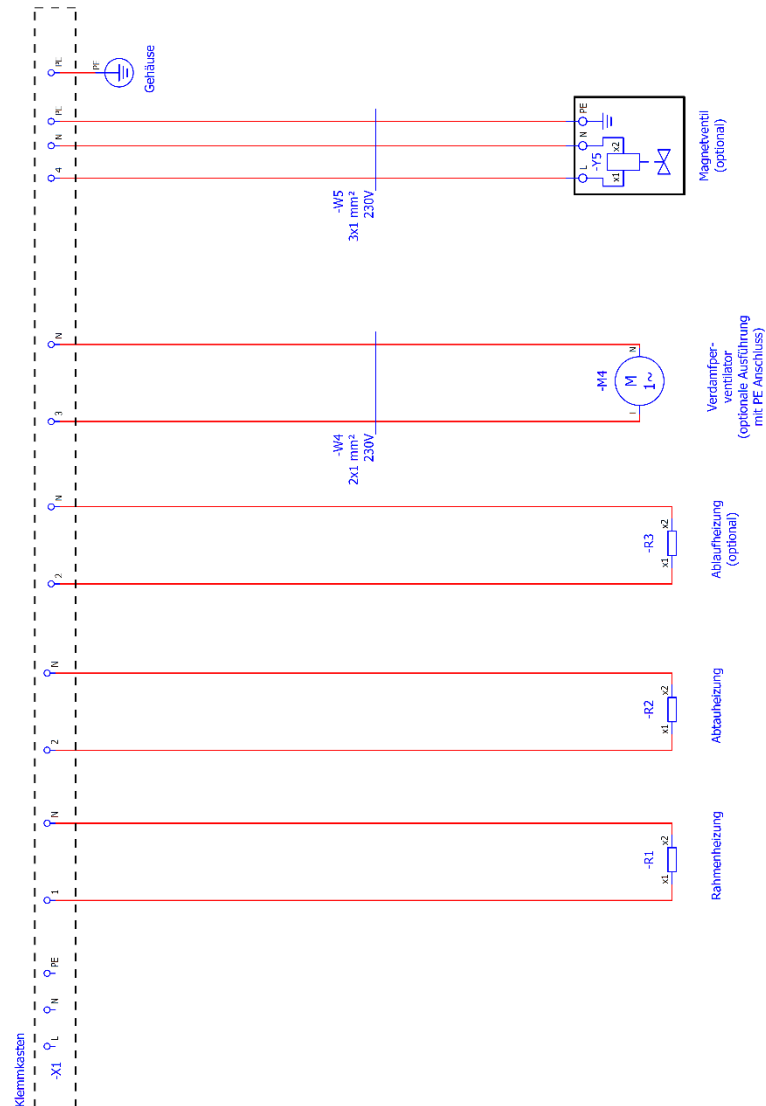 Klemmkasten
-X1
L
N
PE
1
N
2
N
2
N
3
N
4
N
PE
PE
PE
Gehäuse
-W4
2x1 mm²
230V
-W5
3x1 mm²
230V
-R1
x1
x2
Rahmenheizung
-R2
x1
x2
Abtauheizung
-R3
x1
x2
Ablaufheizung
(optional)
-M4
L
M
1~
N
Verdamfper-
ventilator
(optionale Ausführung
mit PE Anschluss)
L
N
PE
-Y5
x1
x2
Magnetventil
(optional)